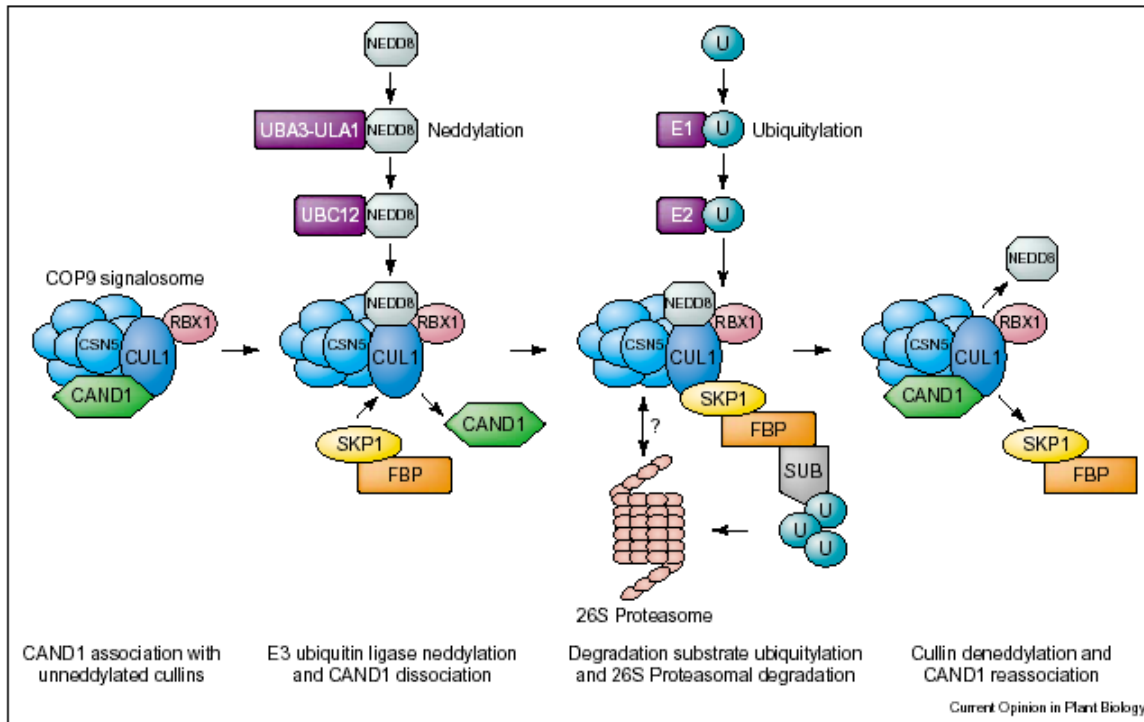 NEDD8
U
UBA3-ULA1
NEDD8
Neddylation
E1
U
Ubiquitylation
UBC12
NEDD8
E2
U
NEDD8
COP9 signalosome
RBX1
CSN5
CUL1
CAND1
NEDD8
RBX1
CSN5
CUL1
CAND1
SKP1
FBP
NEDD8
RBX1
CSN5
CUL1
SKP1
FBP
SUB
U
U
U
?
26S Proteasome
RBX1
CSN5
CUL1
CAND1
SKP1
FBP
CAND1 association with
unneddylated cullins
E3 ubiquitin ligase neddylation
and CAND1 dissociation
Degradation substrate ubiquitylation
and 26S Proteasomal degradation
Cullin deneddylation and
CAND1 reassociation
Current Opinion in Plant Biology